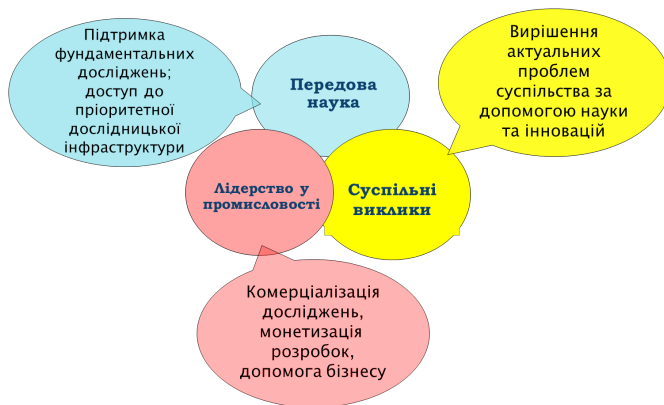 Підтримка
фундаментальних
досліджень;
доступ до
пріоритетної
дослідницької
інфраструктури
Передова
наука
Вирішення
актуальних
проблем
суспільства за
допомогою науки
та інновацій
Лідерство у
промисловості
Суспільні
виклики
Комерціалізація
досліджень,
монетизація
розробок,
допомога бізнесу